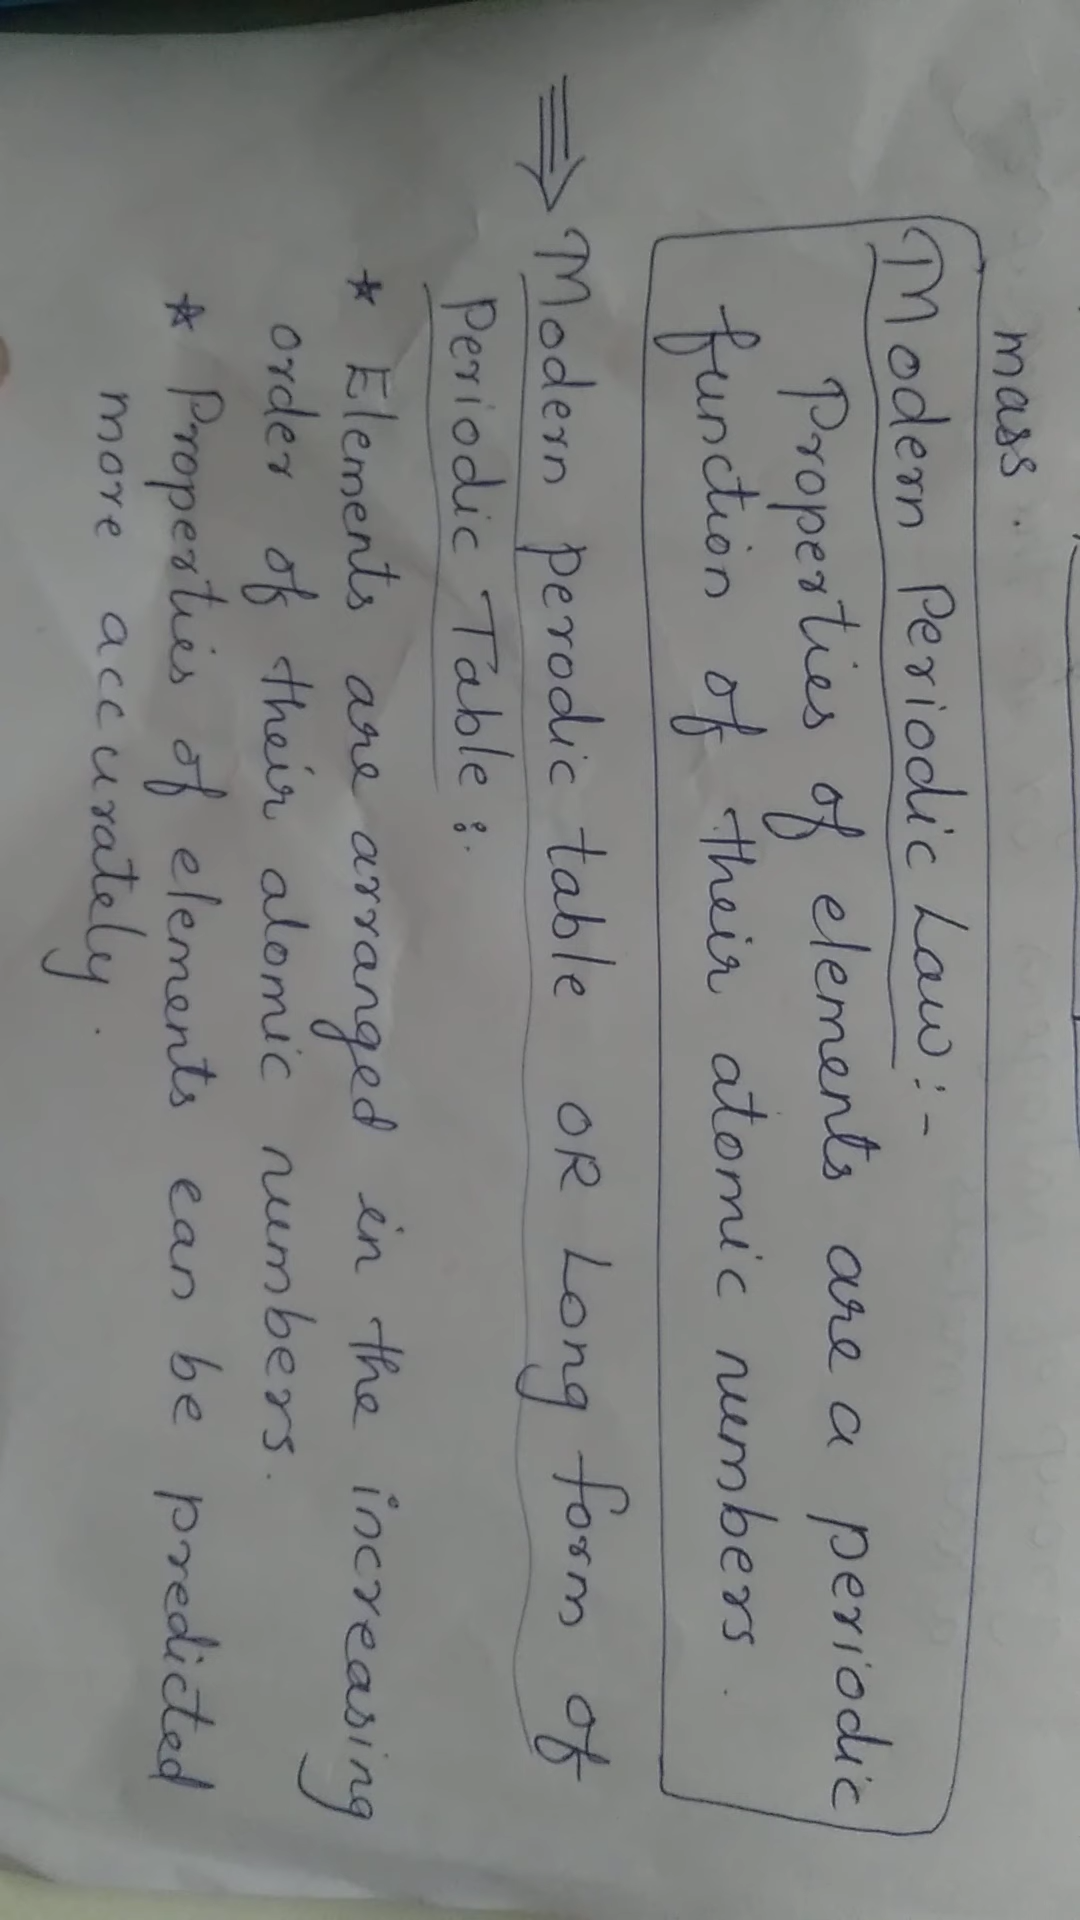 mass.
Modern Periodic Law:-
Properties of elements are a periodic
function of their atomic numbers.
⇒ Modern perodic table OR Long form of
Periodic Table:
* Elements are arranged in the increasing
order of their atomic numbers.
* Properties of elements can be predicted
more accurately.